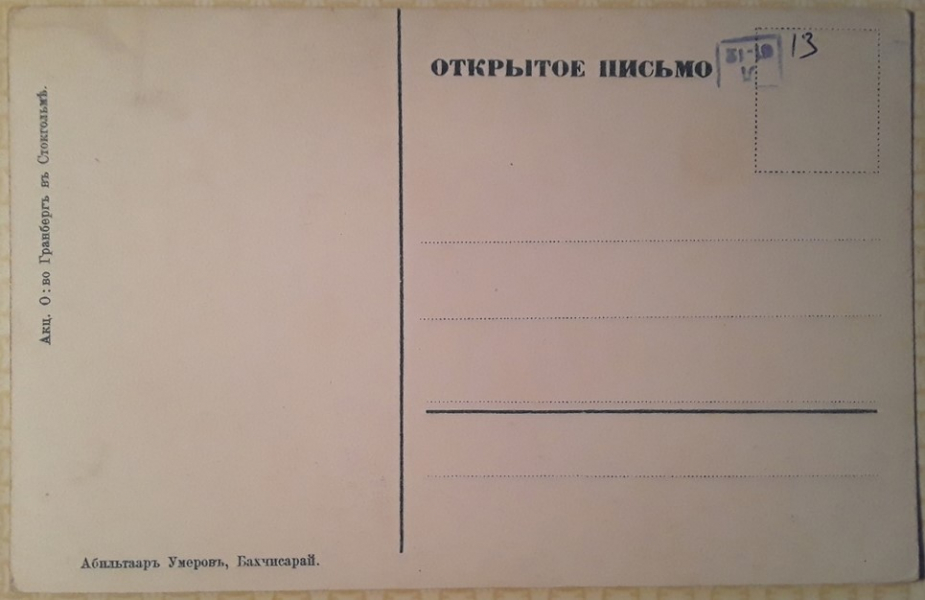 ОТКРЫТОЕ ПИСЬМО
13
Акц. О: во Гранбергъ въ Стокгольмѣ.
Абильтааръ Умеровъ, Бахчисарай.